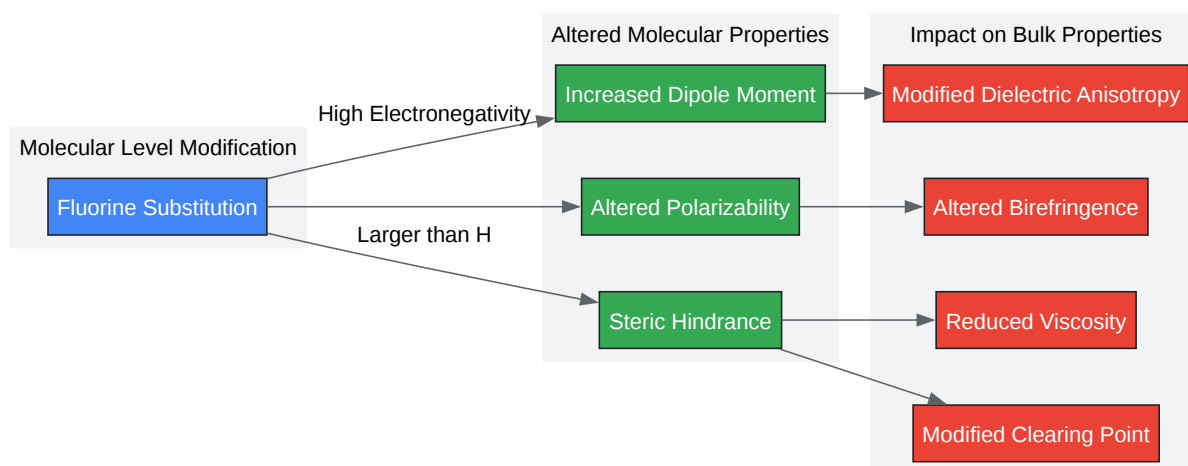 Altered Molecular Properties
Impact on Bulk Properties
Increased Dipole Moment
Modified Dielectric Anisotropy
High Electronegativity
Molecular Level Modification
Fluorine Substitution
Altered Polarizability
Altered Birefringence
Larger than H
Steric Hindrance
Reduced Viscosity
Modified Clearing Point